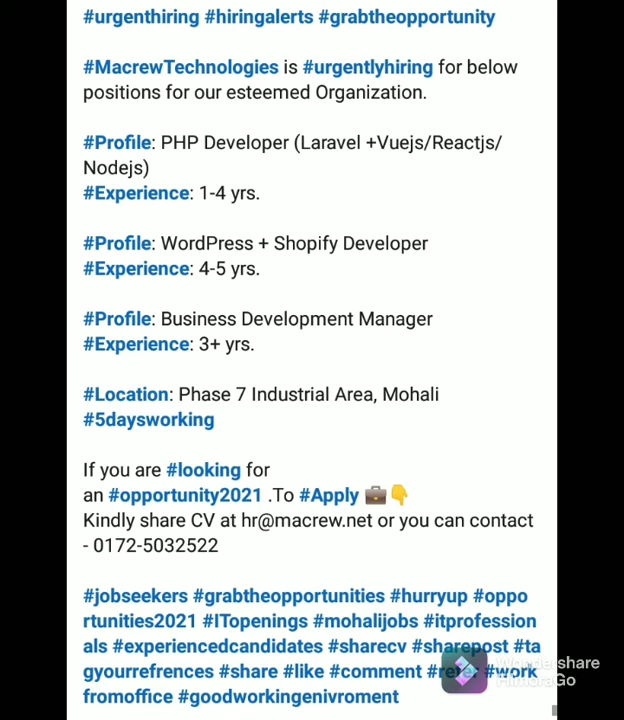 #urgenthiring #hiringalerts #grabtheopportunity
#MacrewTechnologies is #urgentlyhiring for below
positions for our esteemed Organization.
#Profile: PHP Developer (Laravel +Vuejs/Reactjs/
Nodejs)
#Experience: 1-4 yrs.
#Profile: WordPress + Shopify Developer
#Experience: 4-5 yrs.
#Profile: Business Development Manager
#Experience: 3+ yrs.
#Location: Phase 7 Industrial Area, Mohali
#5daysworking
If you are #looking for
an #opportunity2021 .To #Apply 💼👇
Kindly share CV at hr@macrew.net or you can contact
- 0172-5032522
#jobseekers #grabtheopportunities #hurryup #oppo
rtunities2021 #ITopenings #mohalijobs #itprofession
als #experiencedcandidates #sharecv #sharepost #ta
gyourrefrences #share #like #comment #refer #work
fromoffice #goodworkingenivroment
Wondershare
FilmoraGo